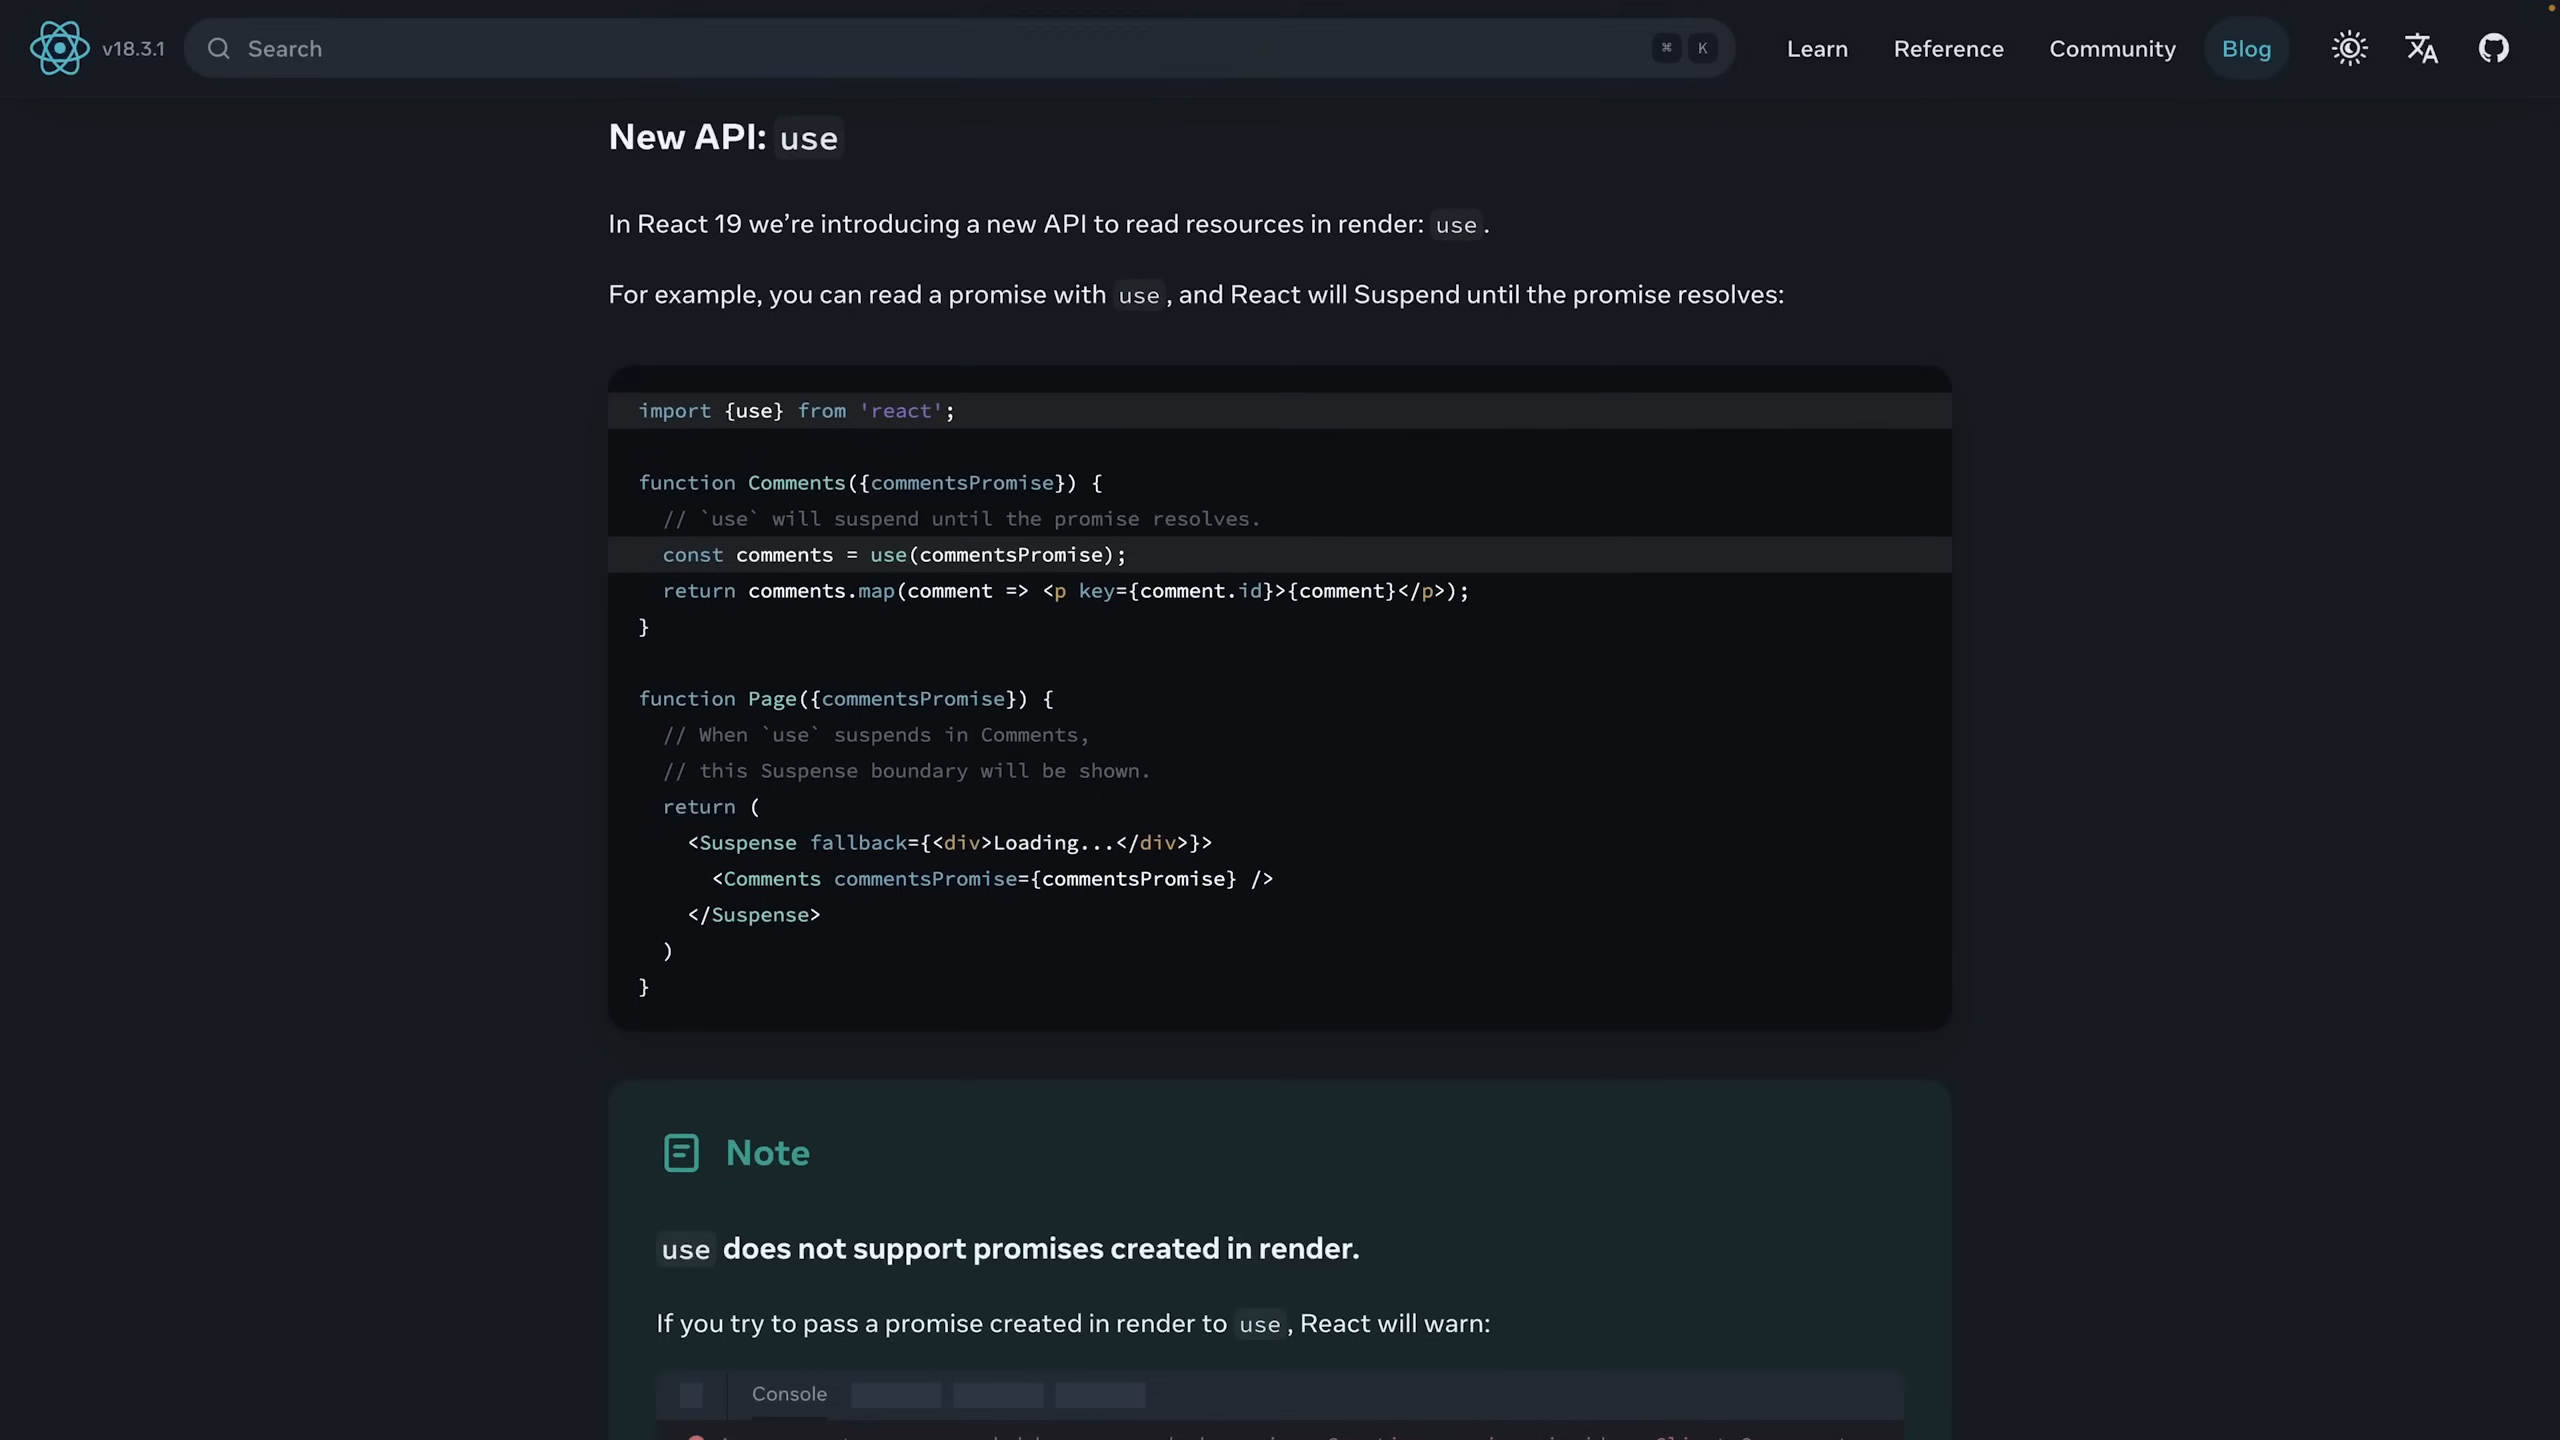 v18.3.1
Search
⌘ K
Learn
Reference
Community
Blog
New API: use
In React 19 we’re introducing a new API to read resources in render: use.
For example, you can read a promise with use, and React will Suspend until the promise resolves:
import {use} from 'react';
function Comments({commentsPromise}) {
// `use` will suspend until the promise resolves.
const comments = use(commentsPromise);
return comments.map(comment => <p key={comment.id}>{comment}</p>);
}
function Page({commentsPromise}) {
// When `use` suspends in Comments,
// this Suspense boundary will be shown.
return (
<Suspense fallback={<div>Loading...</div>}>
<Comments commentsPromise={commentsPromise} />
</Suspense>
)
}
Note
use does not support promises created in render.
If you try to pass a promise created in render to use, React will warn:
Console